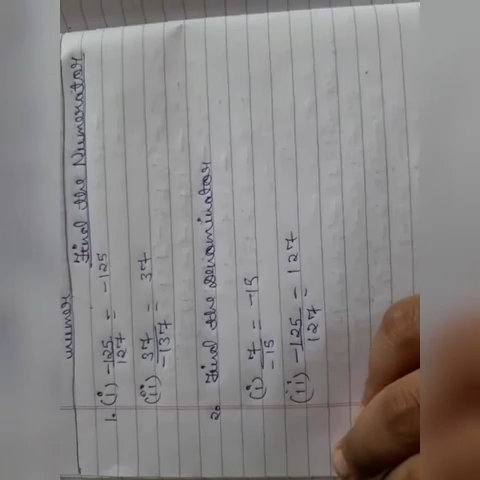 Find the Numerator
1. (i) -125/127 = -125
(ii) 37/-137 = 37
2. Find the Denominator
(i) 7/-15 = -15
(ii) -125/127 = 127